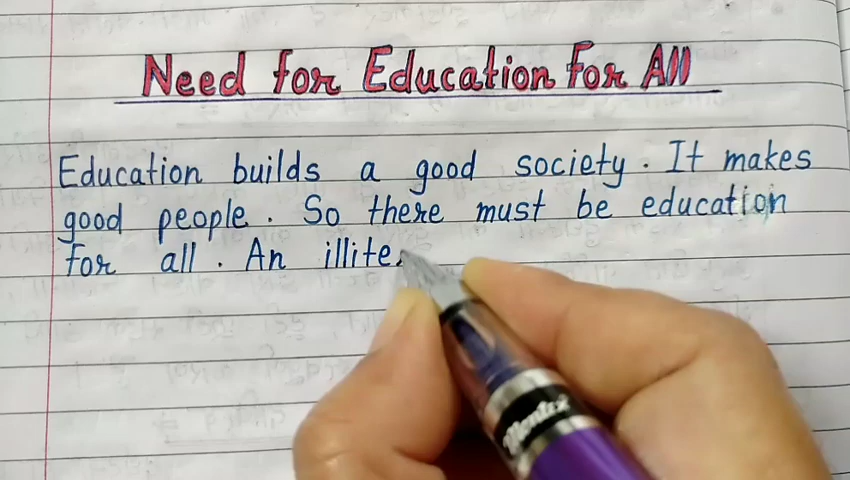 Need for Education For All
Education builds a good society. It makes
good people. So there must be education
for all. An illite
Montex